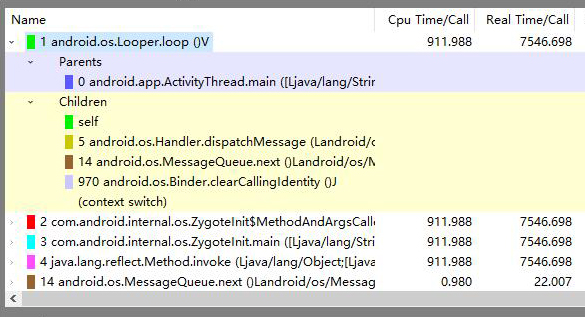 Name Cpu Time/Call Real Time/Call
1 android.os.Looper.loop ()V 911.988 7546.698
Parents
0 android.app.ActivityThread.main ([Ljava/lang/Strin
Children
self
5 android.os.Handler.dispatchMessage (Landroid/o
14 android.os.MessageQueue.next ()Landroid/os/M
970 android.os.Binder.clearCallingIdentity ()J
(context switch)
2 com.android.internal.os.ZygoteInit$MethodAndArgsCalle 911.988 7546.698
3 com.android.internal.os.ZygoteInit.main ([Ljava/lang/Stri 911.988 7546.698
4 java.lang.reflect.Method.invoke (Ljava/lang/Object;[Ljava 911.988 7546.698
14 android.os.MessageQueue.next ()Landroid/os/Messag 0.980 22.007